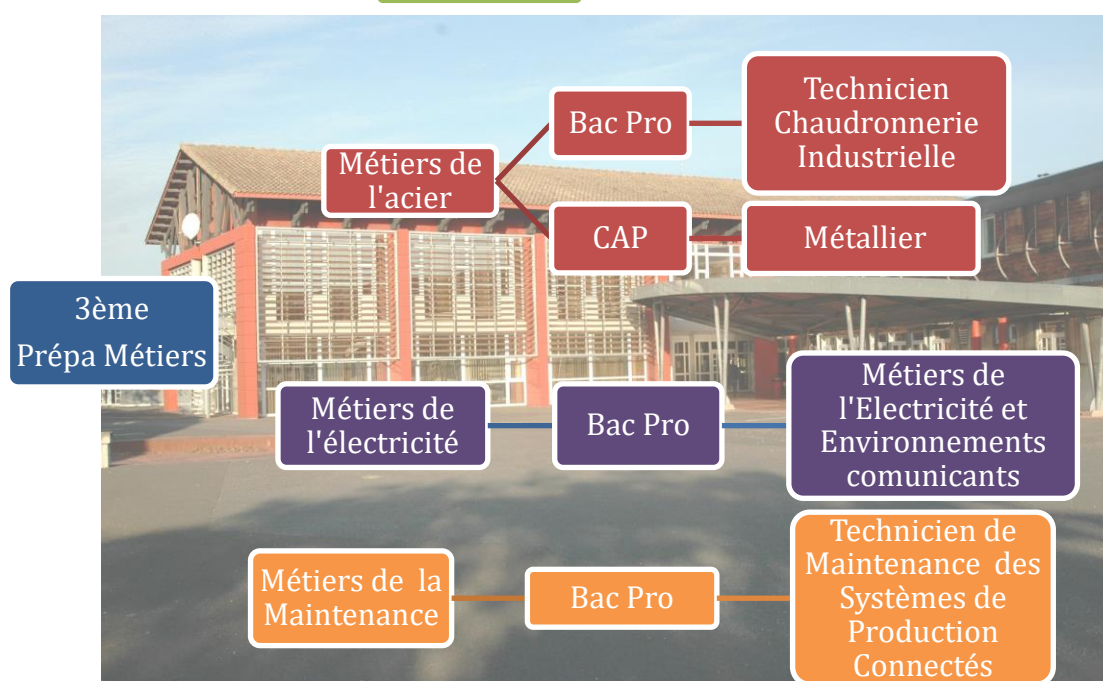 Bac Pro
Technicien
Chaudronnerie
Industrielle
Métiers de
l'acier
CAP
Métallier
3ème
Prépa Métiers
Métiers de
l'électricité
Bac Pro
Métiers de
l'Electricité et
Environnements
comunicants
Métiers de la
Maintenance
Bac Pro
Technicien de
Maintenance des
Systèmes de
Production
Connectés